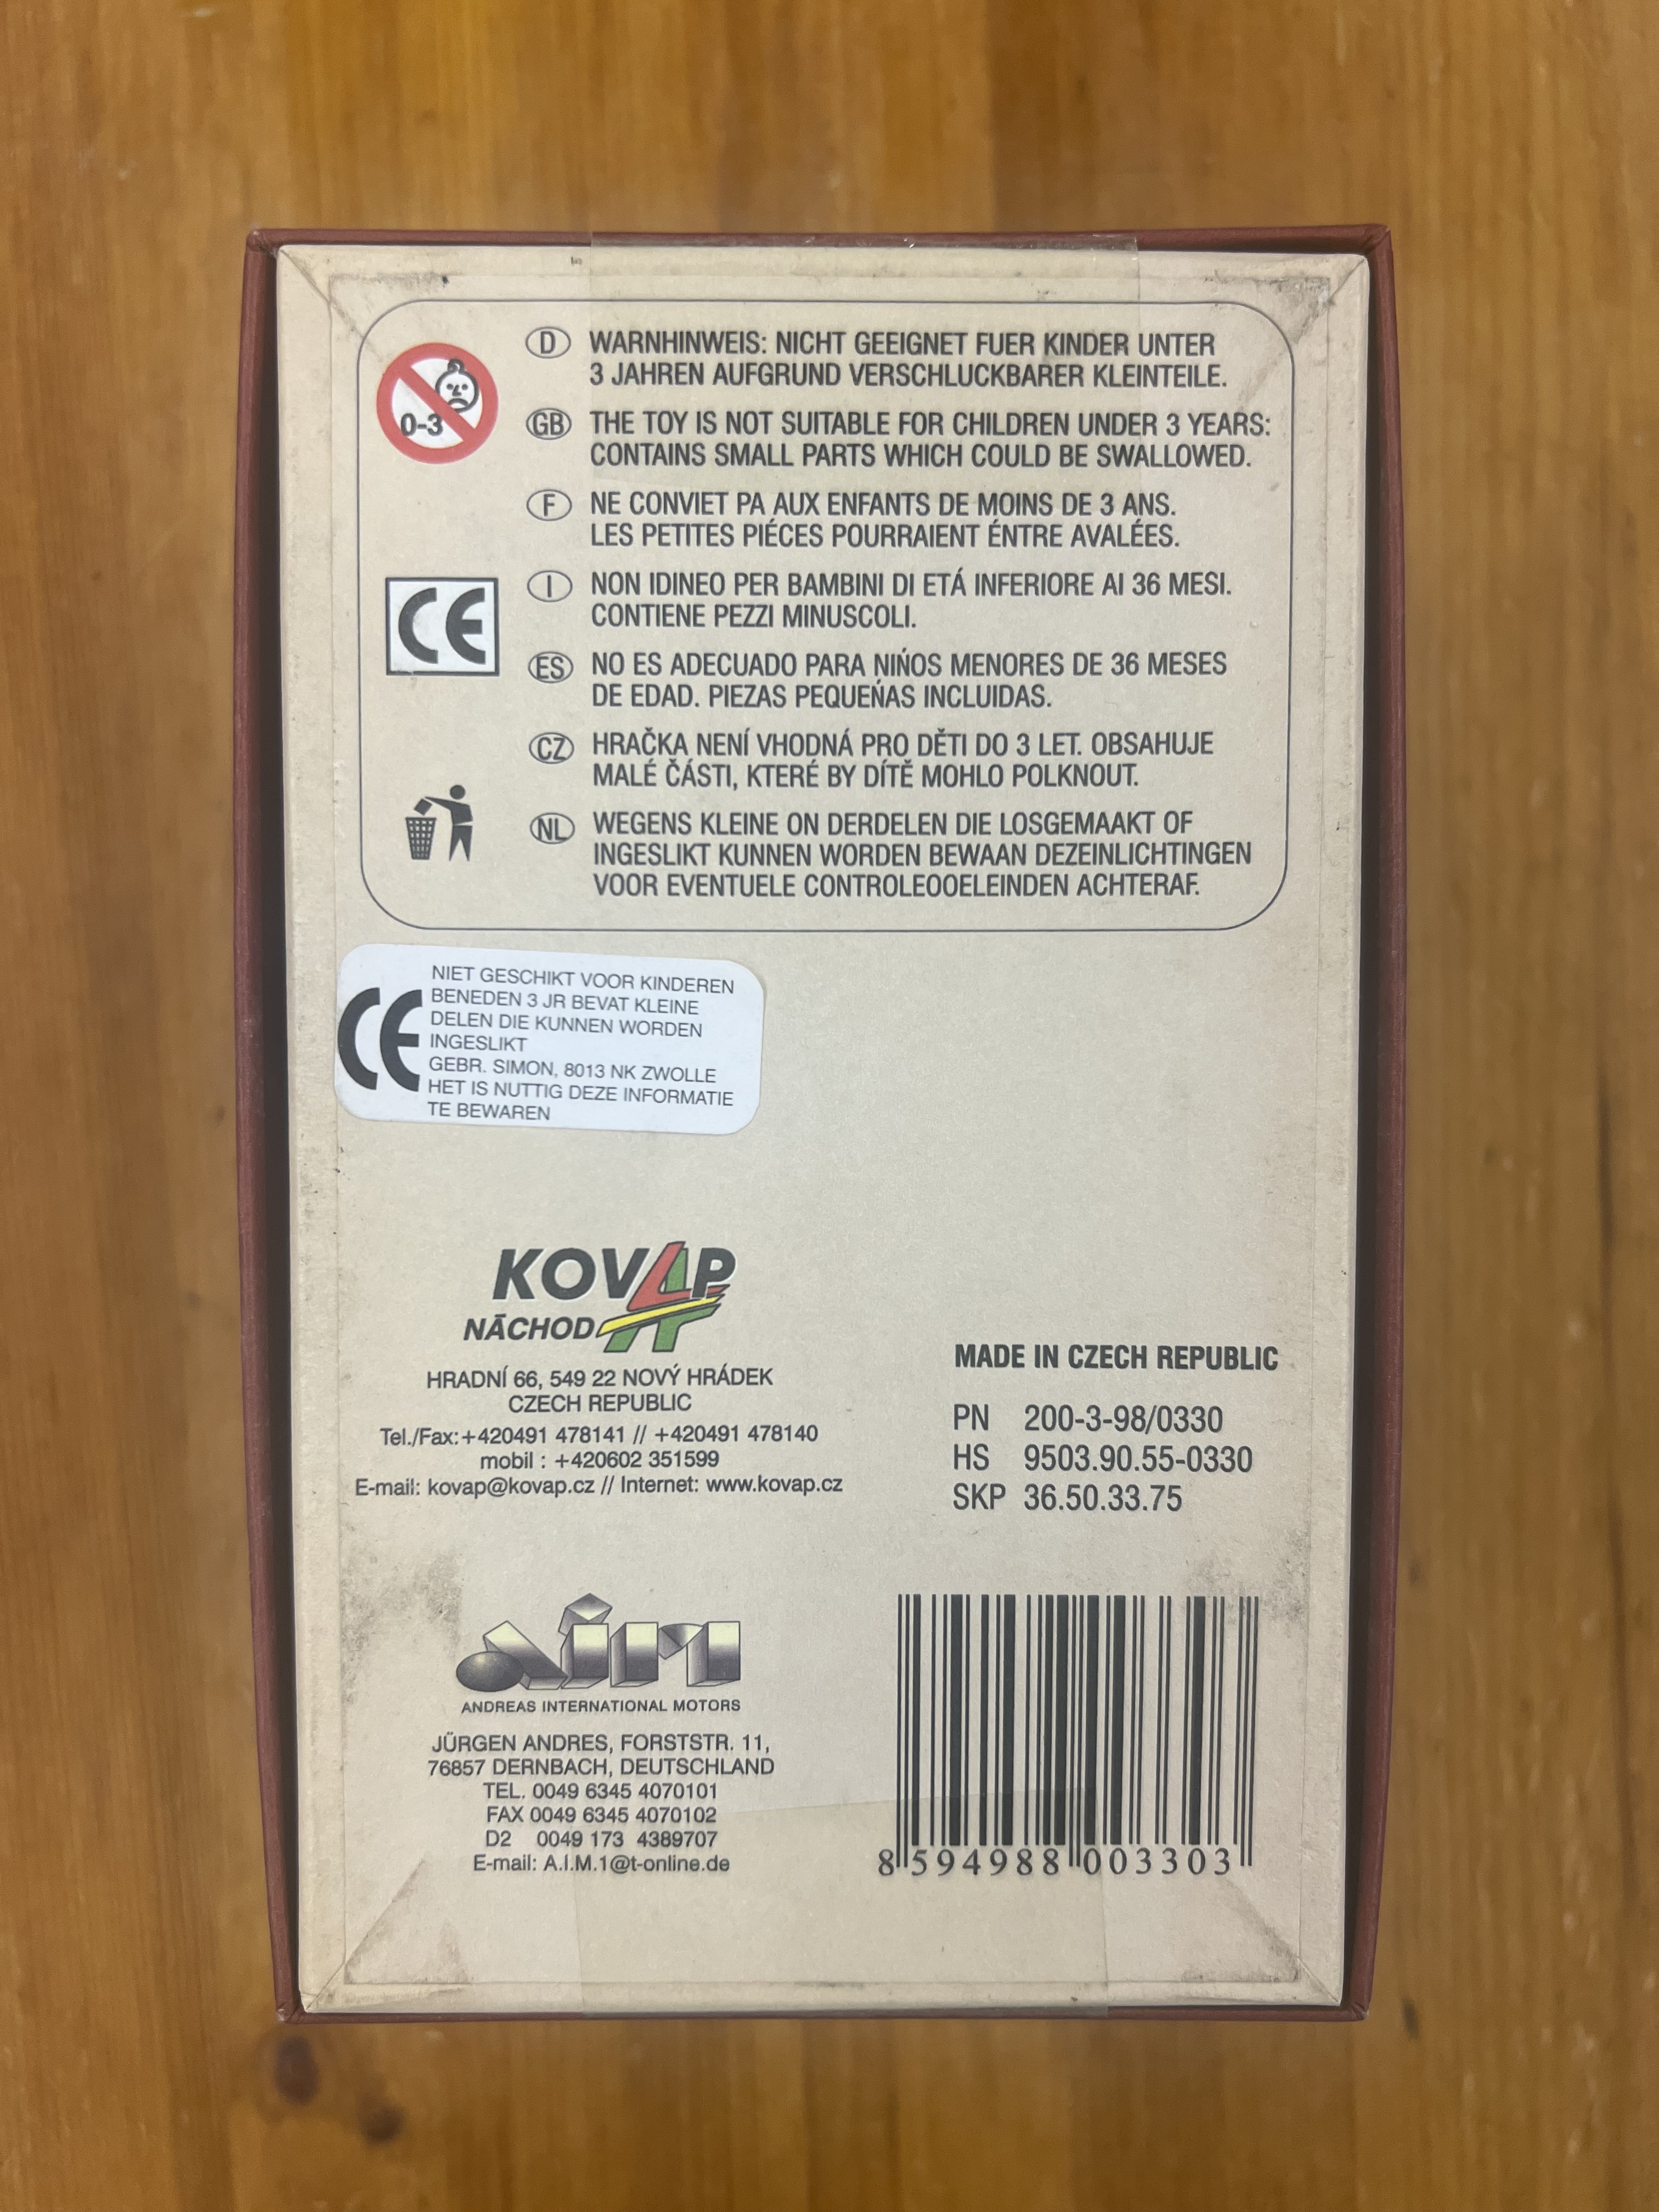 0-3
D WARNHINWEIS: NICHT GEEIGNET FUER KINDER UNTER
3 JAHREN AUFGRUND VERSCHLUCKBARER KLEINTEILE.
GB THE TOY IS NOT SUITABLE FOR CHILDREN UNDER 3 YEARS:
CONTAINS SMALL PARTS WHICH COULD BE SWALLOWED.
F NE CONVIET PA AUX ENFANTS DE MOINS DE 3 ANS.
LES PETITES PIÉCES POURRAIENT ÉNTRE AVALÉES.
CE
I NON IDINEO PER BAMBINI DI ETÁ INFERIORE AI 36 MESI.
CONTIENE PEZZI MINUSCOLI.
ES NO ES ADECUADO PARA NIŃOS MENORES DE 36 MESES
DE EDAD. PIEZAS PEQUEŃAS INCLUIDAS.
CZ HRAČKA NENÍ VHODNÁ PRO DĚTI DO 3 LET. OBSAHUJE
MALÉ ČÁSTI, KTERÉ BY DÍTĚ MOHLO POLKNOUT.
NL WEGENS KLEINE ON DERDELEN DIE LOSGEMAAKT OF
INGESLIKT KUNNEN WORDEN BEWAAN DEZEINLICHTINGEN
VOOR EVENTUELE CONTROLEOOELEINDEN ACHTERAF.
CE
NIET GESCHIKT VOOR KINDEREN
BENEDEN 3 JR BEVAT KLEINE
DELEN DIE KUNNEN WORDEN
INGESLIKT
GEBR. SIMON, 8013 NK ZWOLLE
HET IS NUTTIG DEZE INFORMATIE
TE BEWAREN
KOVAP
NÁCHOD
HRADNÍ 66, 549 22 NOVÝ HRÁDEK
CZECH REPUBLIC
Tel./Fax:+420491 478141 // +420491 478140
mobil : +420602 351599
E-mail: kovap@kovap.cz // Internet: www.kovap.cz
MADE IN CZECH REPUBLIC
PN 200-3-98/0330
HS 9503.90.55-0330
SKP 36.50.33.75
AIM
ANDREAS INTERNATIONAL MOTORS
JÜRGEN ANDRES, FORSTSTR. 11,
76857 DERNBACH, DEUTSCHLAND
TEL. 0049 6345 4070101
FAX 0049 6345 4070102
D2 0049 173 4389707
E-mail: A.I.M.1@t-online.de
8 594988 003303